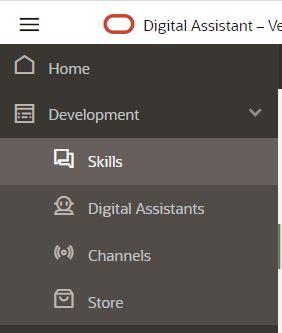 Digital Assistant – Ve
Home
Development
Skills
Digital Assistants
Channels
Store